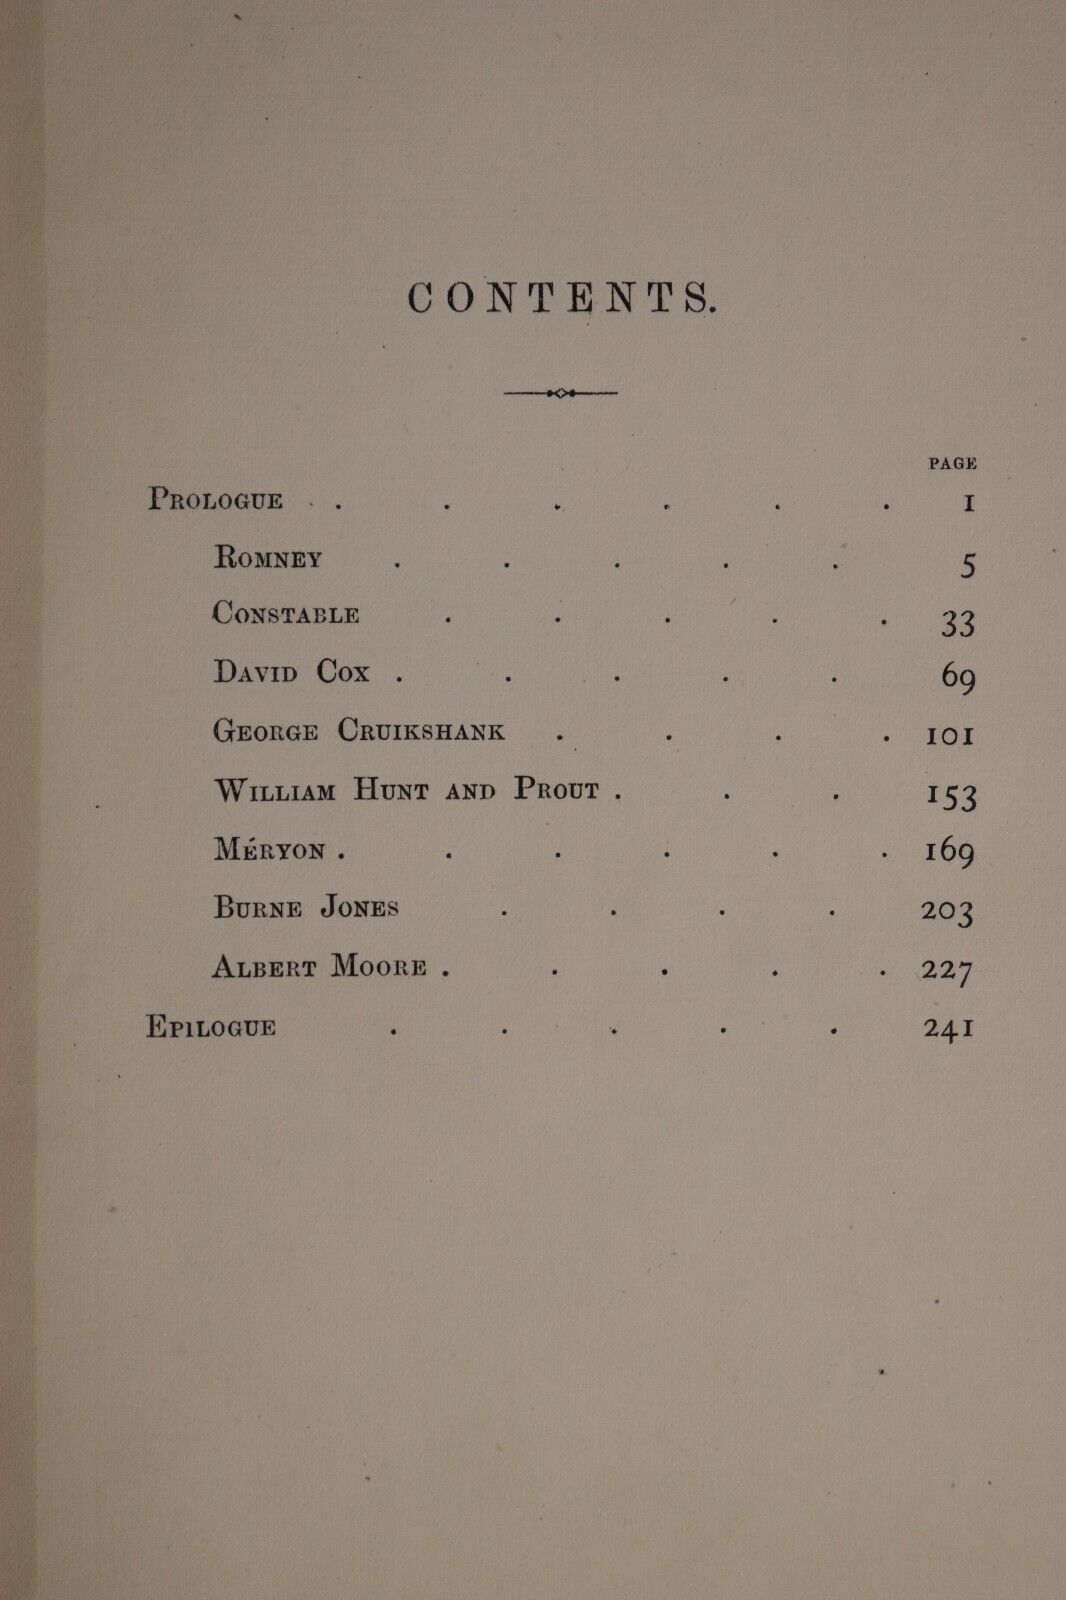 CONTENTS.
PAGE
PROLOGUE . . . . . . . 1
ROMNEY . . . . . 5
CONSTABLE . . . . . 33
DAVID COX . . . . . 69
GEORGE CRUIKSHANK . . . . 101
WILLIAM HUNT AND PROUT . . . 153
MÉRYON . . . . . . 169
BURNE JONES . . . . 203
ALBERT MOORE . . . . . 227
EPILOGUE . . . . . 241